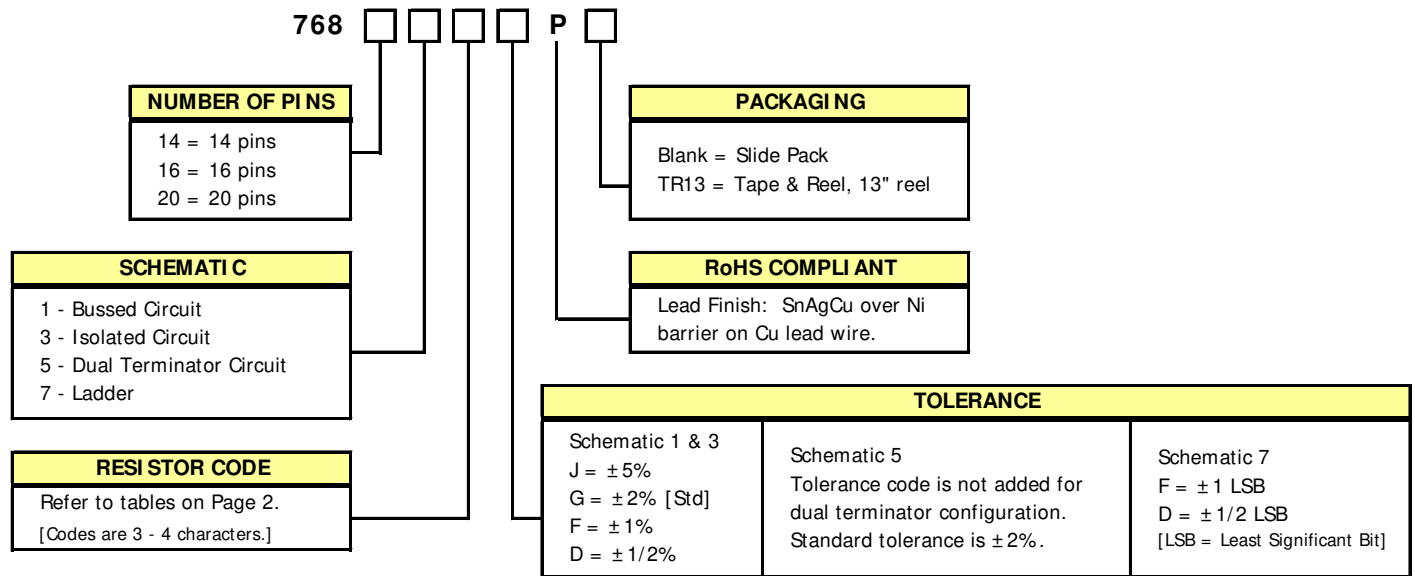 768 P
NUMBER OF PINS
14 = 14 pins
16 = 16 pins
20 = 20 pins
PACKAGING
Blank = Slide Pack
TR13 = Tape & Reel, 13" reel
SCHEMATIC
1 - Bussed Circuit
3 - Isolated Circuit
5 - Dual Terminator Circuit
7 - Ladder
RoHS COMPLIANT
Lead Finish: SnAgCu over Ni
barrier on Cu lead wire.
RESISTOR CODE
Refer to tables on Page 2.
[Codes are 3 - 4 characters.]
TOLERANCE
Schematic 1 & 3
J = ±5%
G = ±2% [Std]
F = ±1%
D = ±1/2%
Schematic 5
Tolerance code is not added for
dual terminator configuration.
Standard tolerance is ±2%.
Schematic 7
F = ±1 LSB
D = ±1/2 LSB
[LSB = Least Significant Bit]